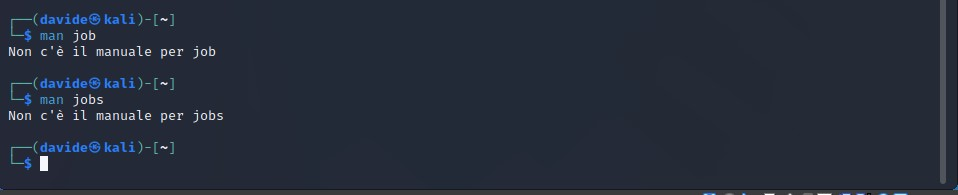 ┌──(davide㉿kali)-[~]
└─$ man job
Non c'è il manuale per job
┌──(davide㉿kali)-[~]
└─$ man jobs
Non c'è il manuale per jobs
┌──(davide㉿kali)-[~]
└─$